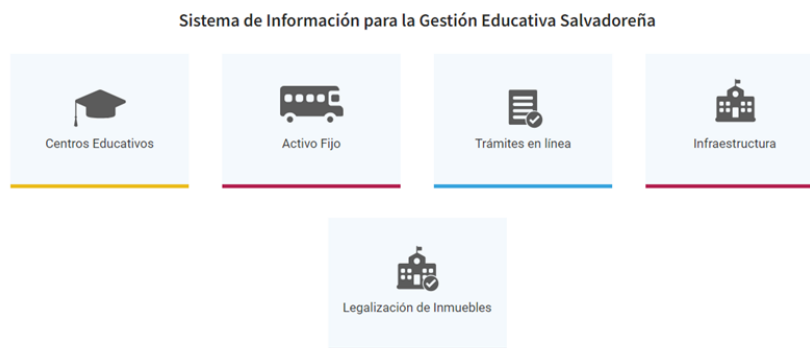 Sistema de Información para la Gestión Educativa Salvadoreña
Centros Educativos
Activo Fijo
Trámites en línea
Infraestructura
Legalización de Inmuebles